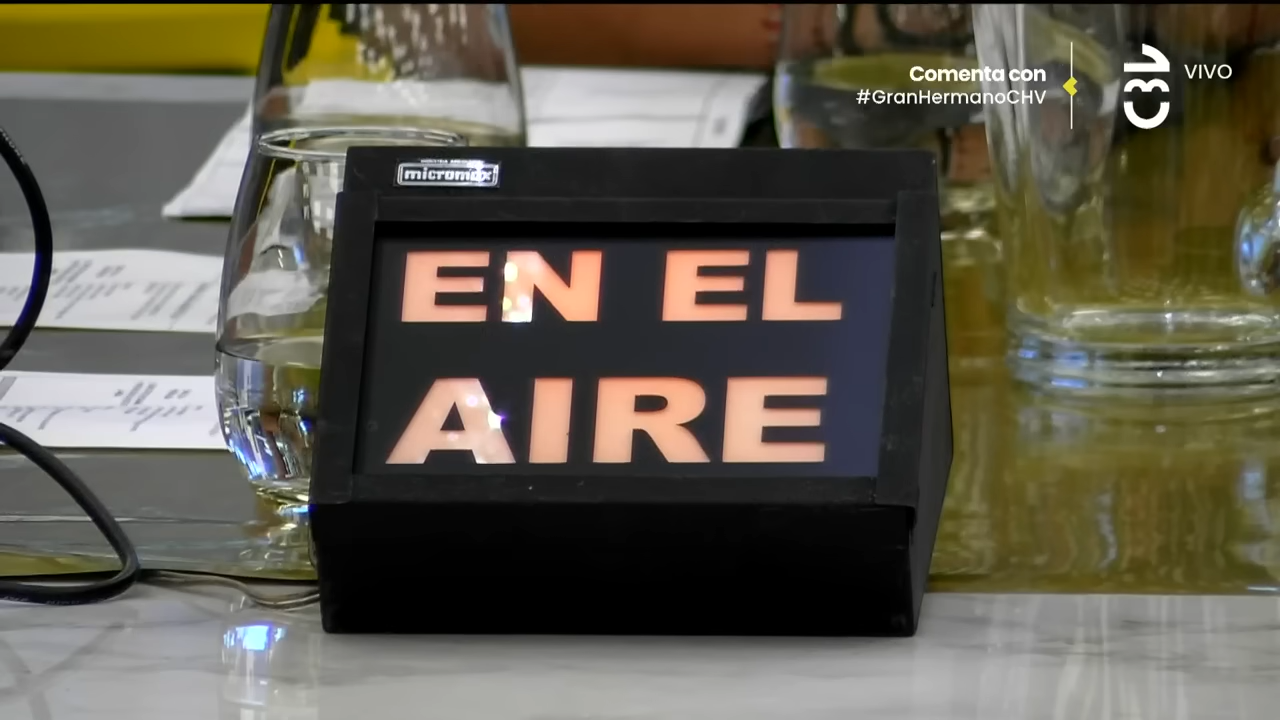 Comenta con
#GranHermanoCHV
VIVO
micromax
EN EL
AIRE